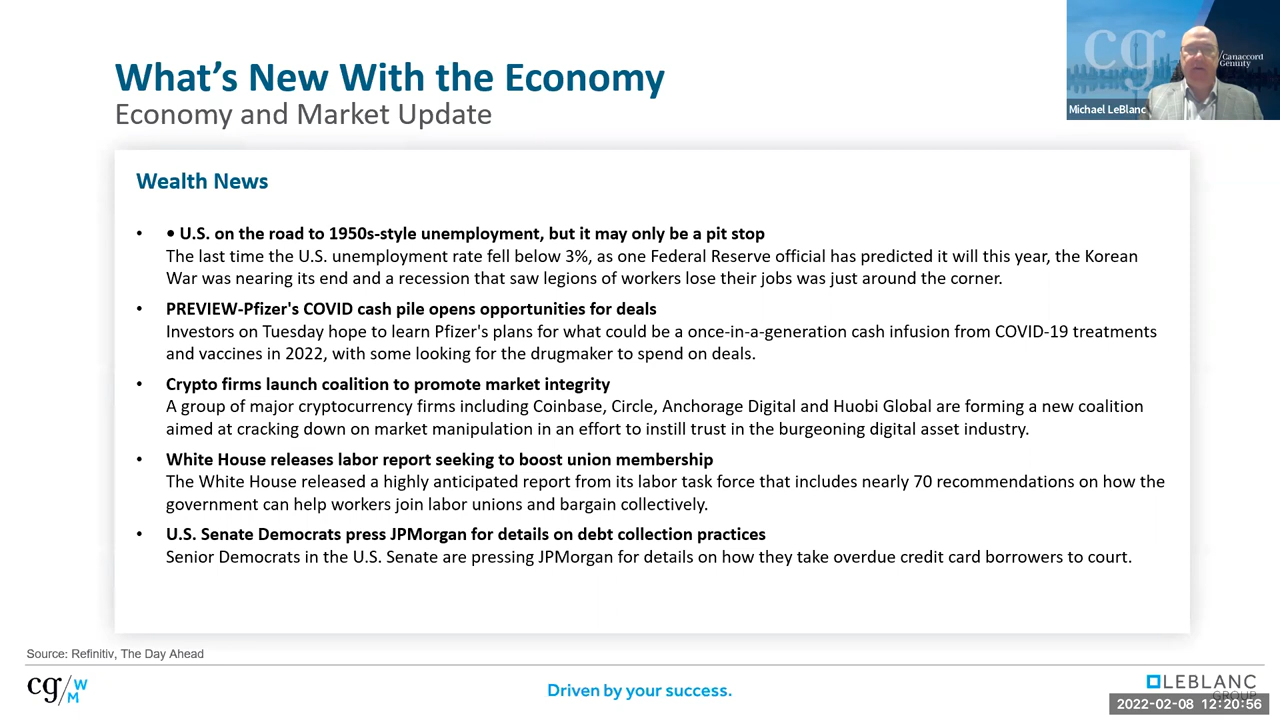 What's New With the Economy
Economy and Market Update
cg
/Canaccord
Genuity
Michael LeBlanc
Wealth News
• • U.S. on the road to 1950s-style unemployment, but it may only be a pit stop
The last time the U.S. unemployment rate fell below 3%, as one Federal Reserve official has predicted it will this year, the Korean
War was nearing its end and a recession that saw legions of workers lose their jobs was just around the corner.
• PREVIEW-Pfizer's COVID cash pile opens opportunities for deals
Investors on Tuesday hope to learn Pfizer's plans for what could be a once-in-a-generation cash infusion from COVID-19 treatments
and vaccines in 2022, with some looking for the drugmaker to spend on deals.
• Crypto firms launch coalition to promote market integrity
A group of major cryptocurrency firms including Coinbase, Circle, Anchorage Digital and Huobi Global are forming a new coalition
aimed at cracking down on market manipulation in an effort to instill trust in the burgeoning digital asset industry.
• White House releases labor report seeking to boost union membership
The White House released a highly anticipated report from its labor task force that includes nearly 70 recommendations on how the
government can help workers join labor unions and bargain collectively.
• U.S. Senate Democrats press JPMorgan for details on debt collection practices
Senior Democrats in the U.S. Senate are pressing JPMorgan for details on how they take overdue credit card borrowers to court.
Source: Refinitiv, The Day Ahead
cg/WM
Driven by your success.
LEBLANC
GROUP
2022-02-08 12:20:56